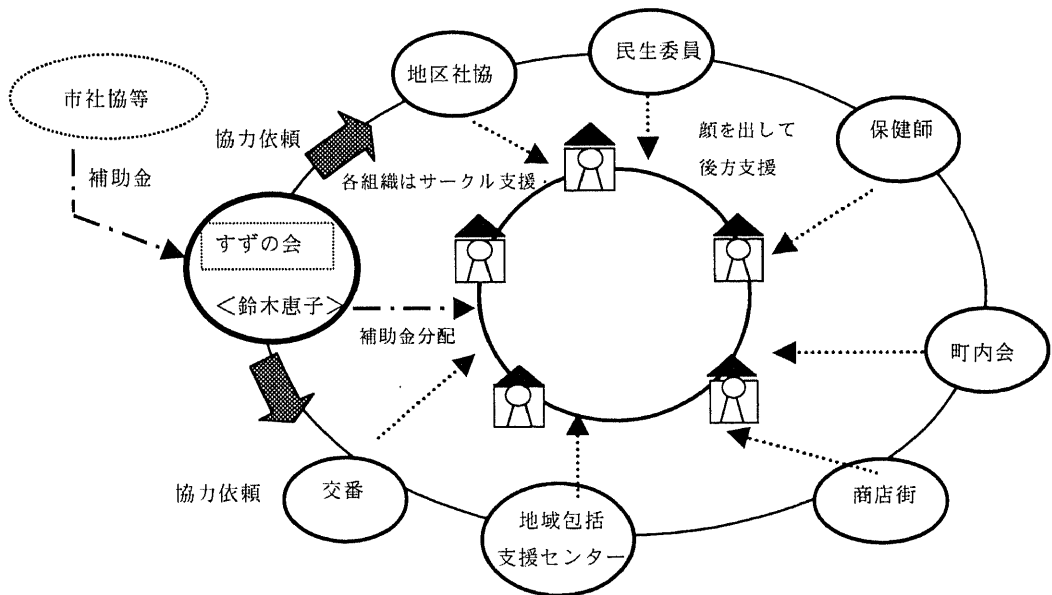 民生委員
地区社協
市社協等
保健師
協力依頼
顔を出して
後方支援
補助金
各組織はサークル支援
すずの会
＜鈴木恵子＞
補助金分配
町内会
協力依頼
交番
商店街
地域包括
支援センター